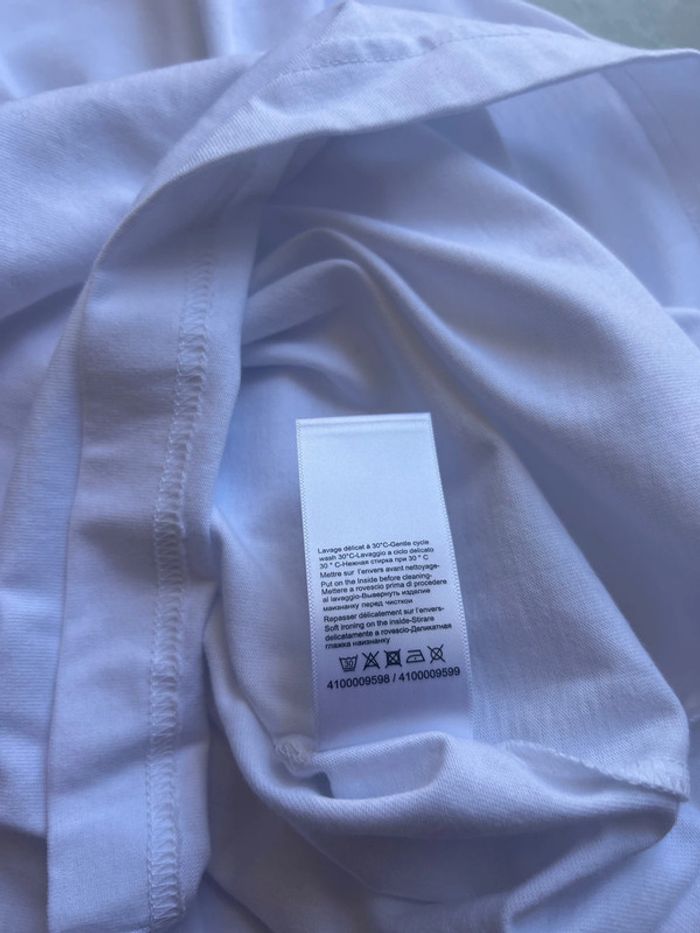 Lavage délicat à 30°C-Gentle cycle
wash 30°C-Lavaggio a ciclo delicato
30 ° C-Нежная стирка при 30 ° C
Mettre sur l'envers avant nettoyage-
Put on the Inside before cleaning-
Mettere a rovescio prima di procedere
al lavaggio-Вывернуть изделие
маизнанку перед чисткой
Repasser délicatement sur l'envers-
Soft ironing on the inside-Stirare
delicatamente a rovescio-Деликатная
глажка наизнанку
30
4100009598 / 4100009599